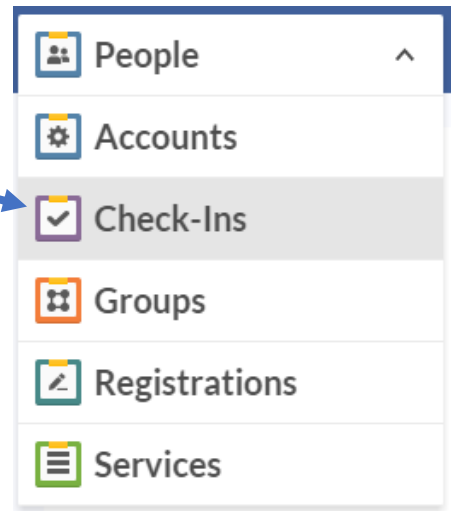 People
Accounts
Check-Ins
Groups
Registrations
Services